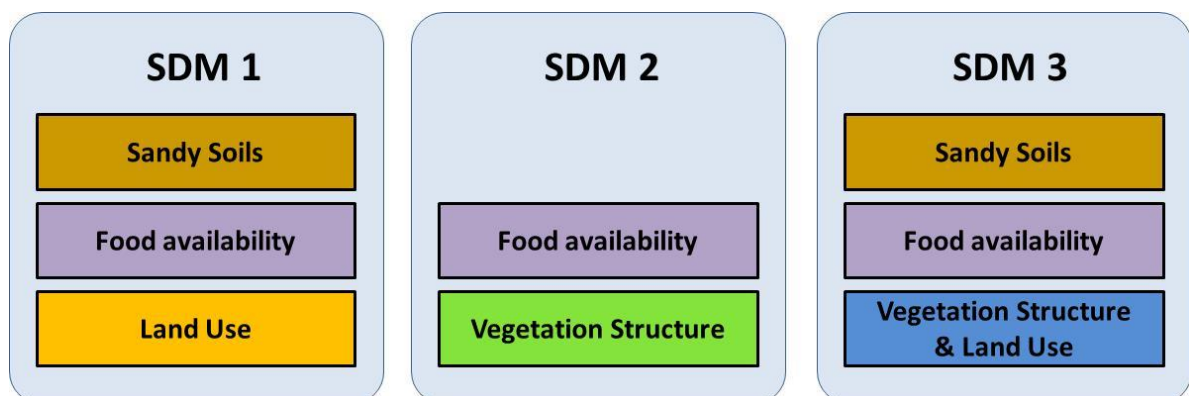 SDM 1
Sandy Soils
Food availability
Land Use
SDM 2
Food availability
Vegetation Structure
SDM 3
Sandy Soils
Food availability
Vegetation Structure
& Land Use